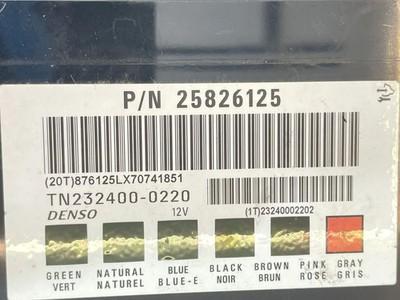 P/N 25826125
(20T)876125LX70741851
TN232400-0220
DENSO 12V (1T)23240002202
GREEN NATURAL BLUE BLACK BROWN PINK GRAY
VERT NATUREL BLUE-E NOIR BRUN ROSE GRIS